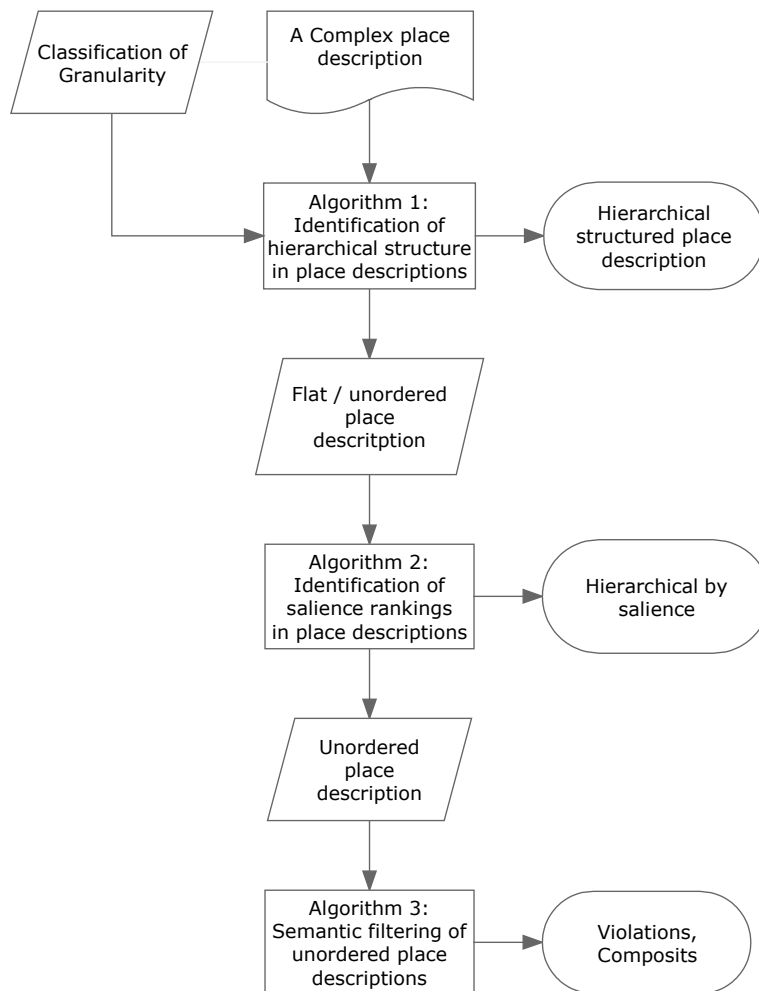 Classification of
Granularity
A Complex place
description
Algorithm 1:
Identification of
hierarchical structure
in place descriptions
Hierarchical
structured place
description
Flat / unordered
place
descritption
Algorithm 2:
Identification of
salience rankings
in place descriptions
Hierarchical by
salience
Unordered
place
description
Algorithm 3:
Semantic filtering of
unordered place
descriptions
Violations,
Composits